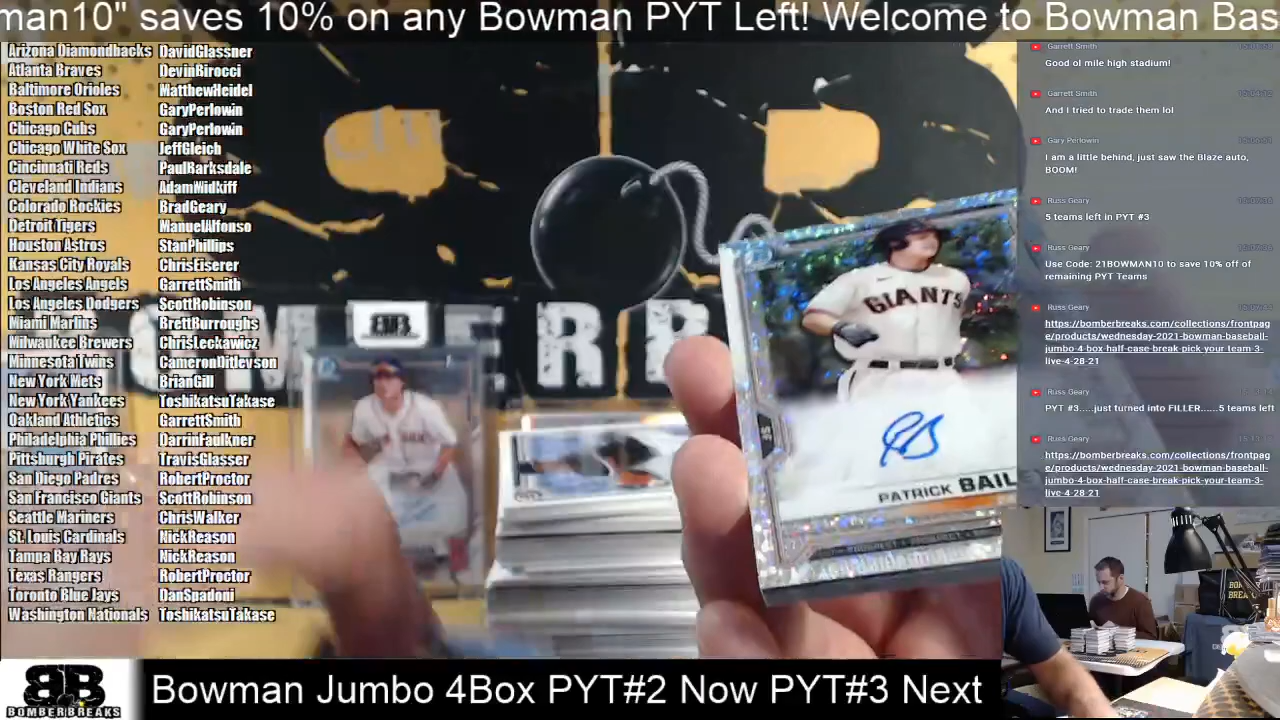 man10" saves 10% on any Bowman PYT Left! Welcome to Bowman Bas
Arizona Diamondbacks DavidGlassner
Atlanta Braves DevinRirocci
Baltimore Orioles MatthewHeidel
Boston Red Sox GaryPerlowin
Chicago Cubs GaryPerlowin
Chicago White Sox JeffGleich
Cincinnati Reds PaulBarksdale
Cleveland Indians AdamMidkiff
Colorado Rockies BradGeary
Detroit Tigers ManuelAlfonso
Houston Astros StanPhillips
Kansas City Royals ChrisEiserer
Los Angeles Angels GarrettSmith
Los Angeles Dodgers ScottRobinson
Miami Marlins BrettBurroughs
Milwaukee Brewers ChrisLeckawicz
Minnesota Twins CameronDitlevson
New York Mets BrianGill
New York Yankees ToshikatsuTakase
Oakland Athletics GarrettSmith
Philadelphia Phillies DarrinFaulkner
Pittsburgh Pirates TravisGlasser
San Diego Padres RobertProctor
San Francisco Giants ScottRobinson
Seattle Mariners ChrisWalker
St. Louis Cardinals NickReason
Tampa Bay Rays NickReason
Texas Rangers RobertProctor
Toronto Blue Jays DanSpadoni
Washington Nationals ToshikatsuTakase
GIANTS
PATRICK BAIL
Garrett Smith
Good ol mile high stadium!
Garrett Smith
And I tried to trade them lol
Gary Perlowin
I am a little behind, just saw the Blaze auto,
BOOM!
Russ Geary
5 teams left in PYT #3
Russ Geary
Use Code: 21BOWMAN10 to save 10% off of
remaining PYT Teams
Russ Geary
https://bomberbreaks.com/collections/frontpag
e/products/wednesday-2021-bowman-baseball-
jumbo-4-box-half-case-break-pick-your-team-3-
live-4-28-21
Russ Geary
PYT #3.....just turned into FILLER......5 teams left
Russ Geary
https://bomberbreaks.com/collections/frontpag
e/products/wednesday-2021-bowman-baseball-
jumbo-4-box-half-case-break-pick-your-team-3-
live-4-28-21
BB
BOMBERBREAKS
Bowman Jumbo 4Box PYT#2 Now PYT#3 Next